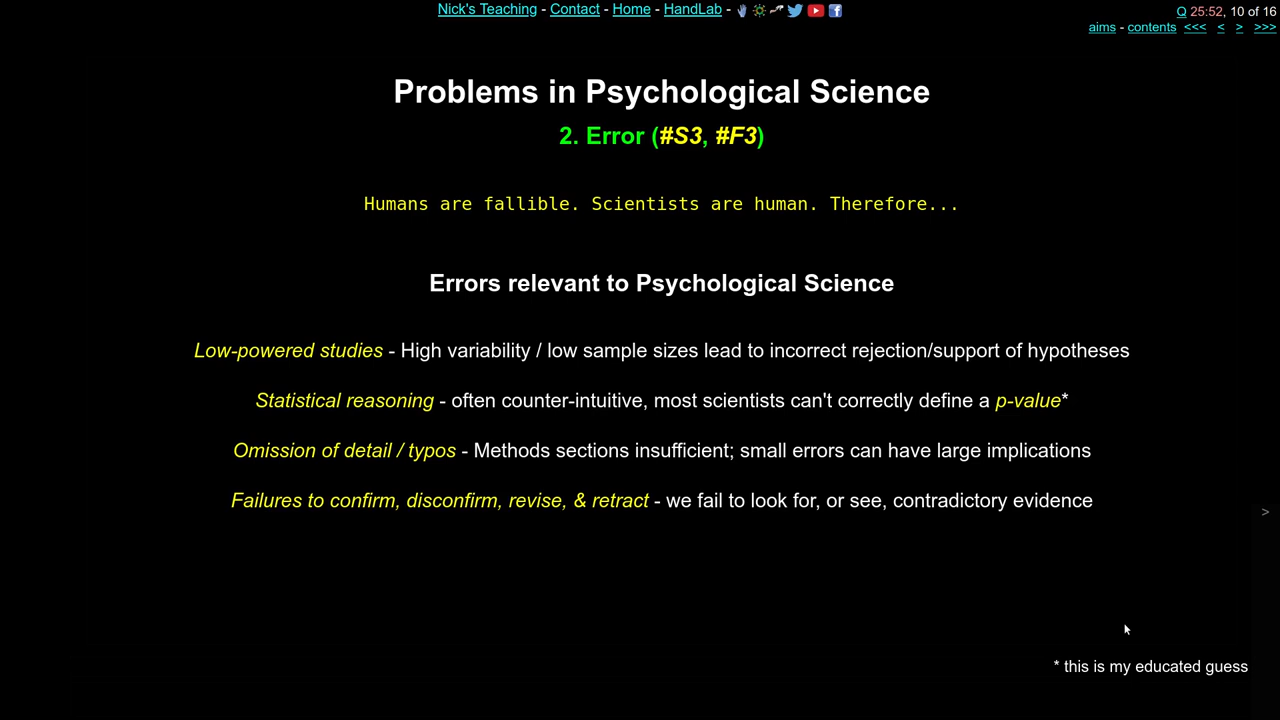 Nick's Teaching - Contact - Home - HandLab -
Q 25:52, 10 of 16
aims - contents <<< < > >>>
Problems in Psychological Science
2. Error (#S3, #F3)
Humans are fallible. Scientists are human. Therefore...
Errors relevant to Psychological Science
Low-powered studies - High variability / low sample sizes lead to incorrect rejection/support of hypotheses
Statistical reasoning - often counter-intuitive, most scientists can't correctly define a p-value*
Omission of detail / typos - Methods sections insufficient; small errors can have large implications
Failures to confirm, disconfirm, revise, & retract - we fail to look for, or see, contradictory evidence
>
* this is my educated guess